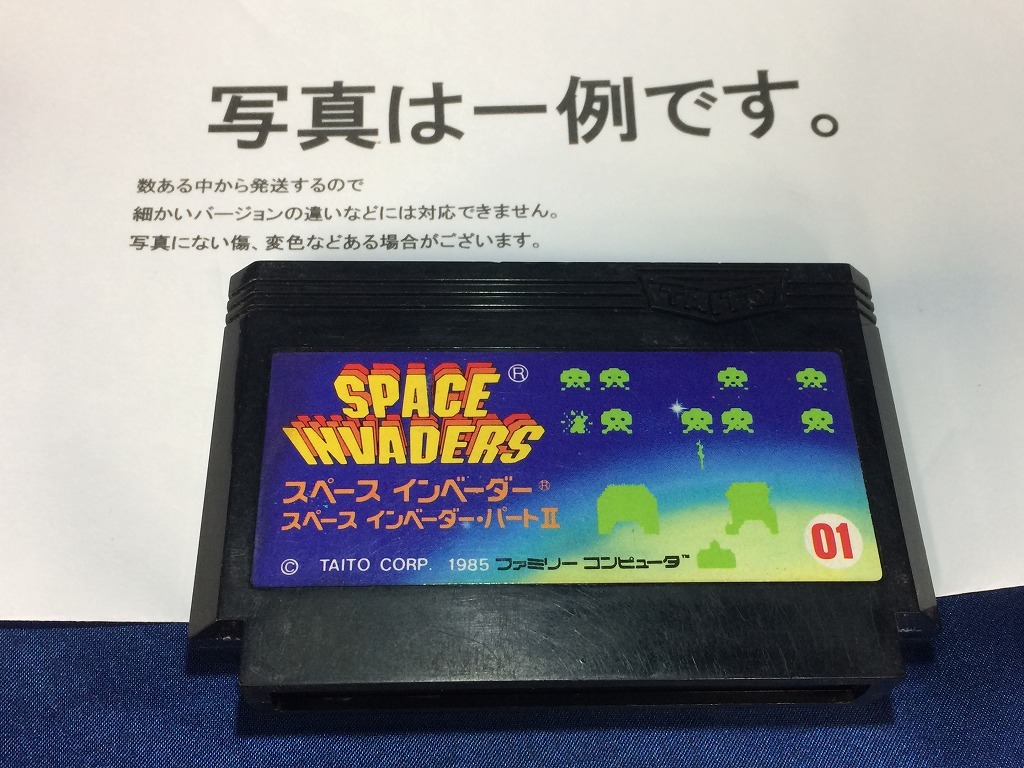 写真は一例です。
数ある中から発送するので
細かいバージョンの違いなどには対応できません。
写真にない傷、変色などある場合がございます。
TAITO
SPACE ®
INVADERS
スペース インベーダー®
スペース インベーダー・パートⅡ
© TAITO CORP. 1985 ファミリー コンピュータ™
01